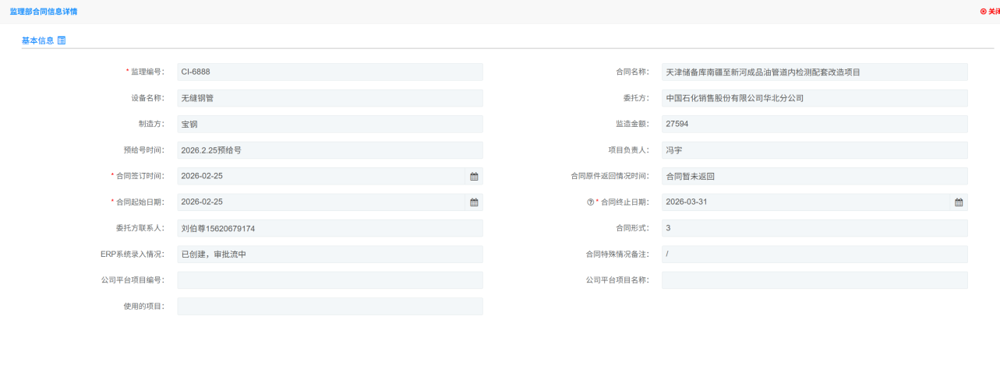 监理部合同信息详情
关闭
基本信息
* 监理编号： CI-6888
合同名称： 天津储备库南疆至新河成品油管道内检测配套改造项目
设备名称： 无缝钢管
委托方： 中国石化销售股份有限公司华北分公司
制造方： 宝钢
监造金额： 27594
预给号时间： 2026.2.25预给号
项目负责人： 冯宇
* 合同签订时间： 2026-02-25
合同原件返回情况时间： 合同暂未返回
* 合同起始日期： 2026-02-25
* 合同终止日期： 2026-03-31
委托方联系人： 刘伯尊15620679174
合同形式： 3
ERP系统录入情况： 已创建，审批流中
合同特殊情况备注： /
公司平台项目编号：
公司平台项目名称：
使用的项目：